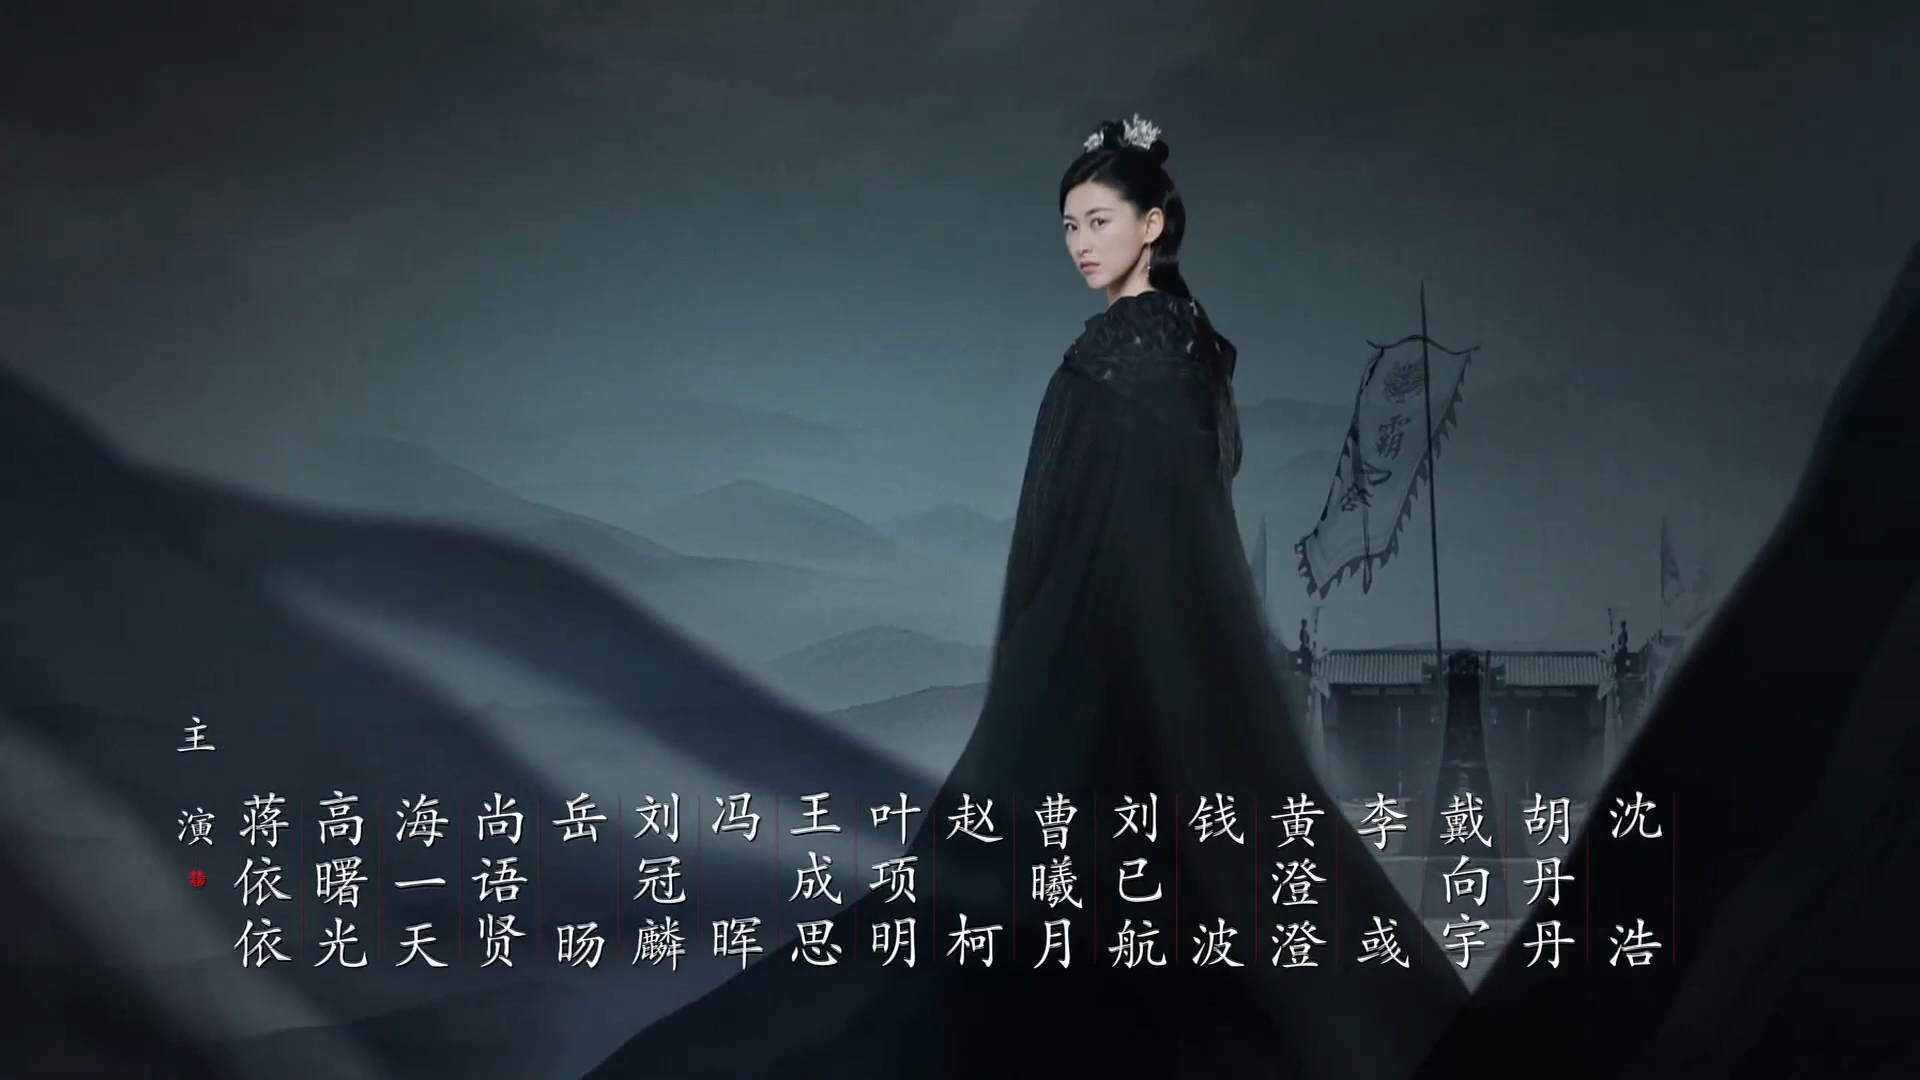 主演
蒋依依
高曙光
海一天
尚语贤
岳旸
刘冠麟
冯晖
王成思
叶项明
赵柯
曹曦月
刘已航
钱波
黄澄澄
李彧
戴向宇
胡丹丹
沈浩
霸